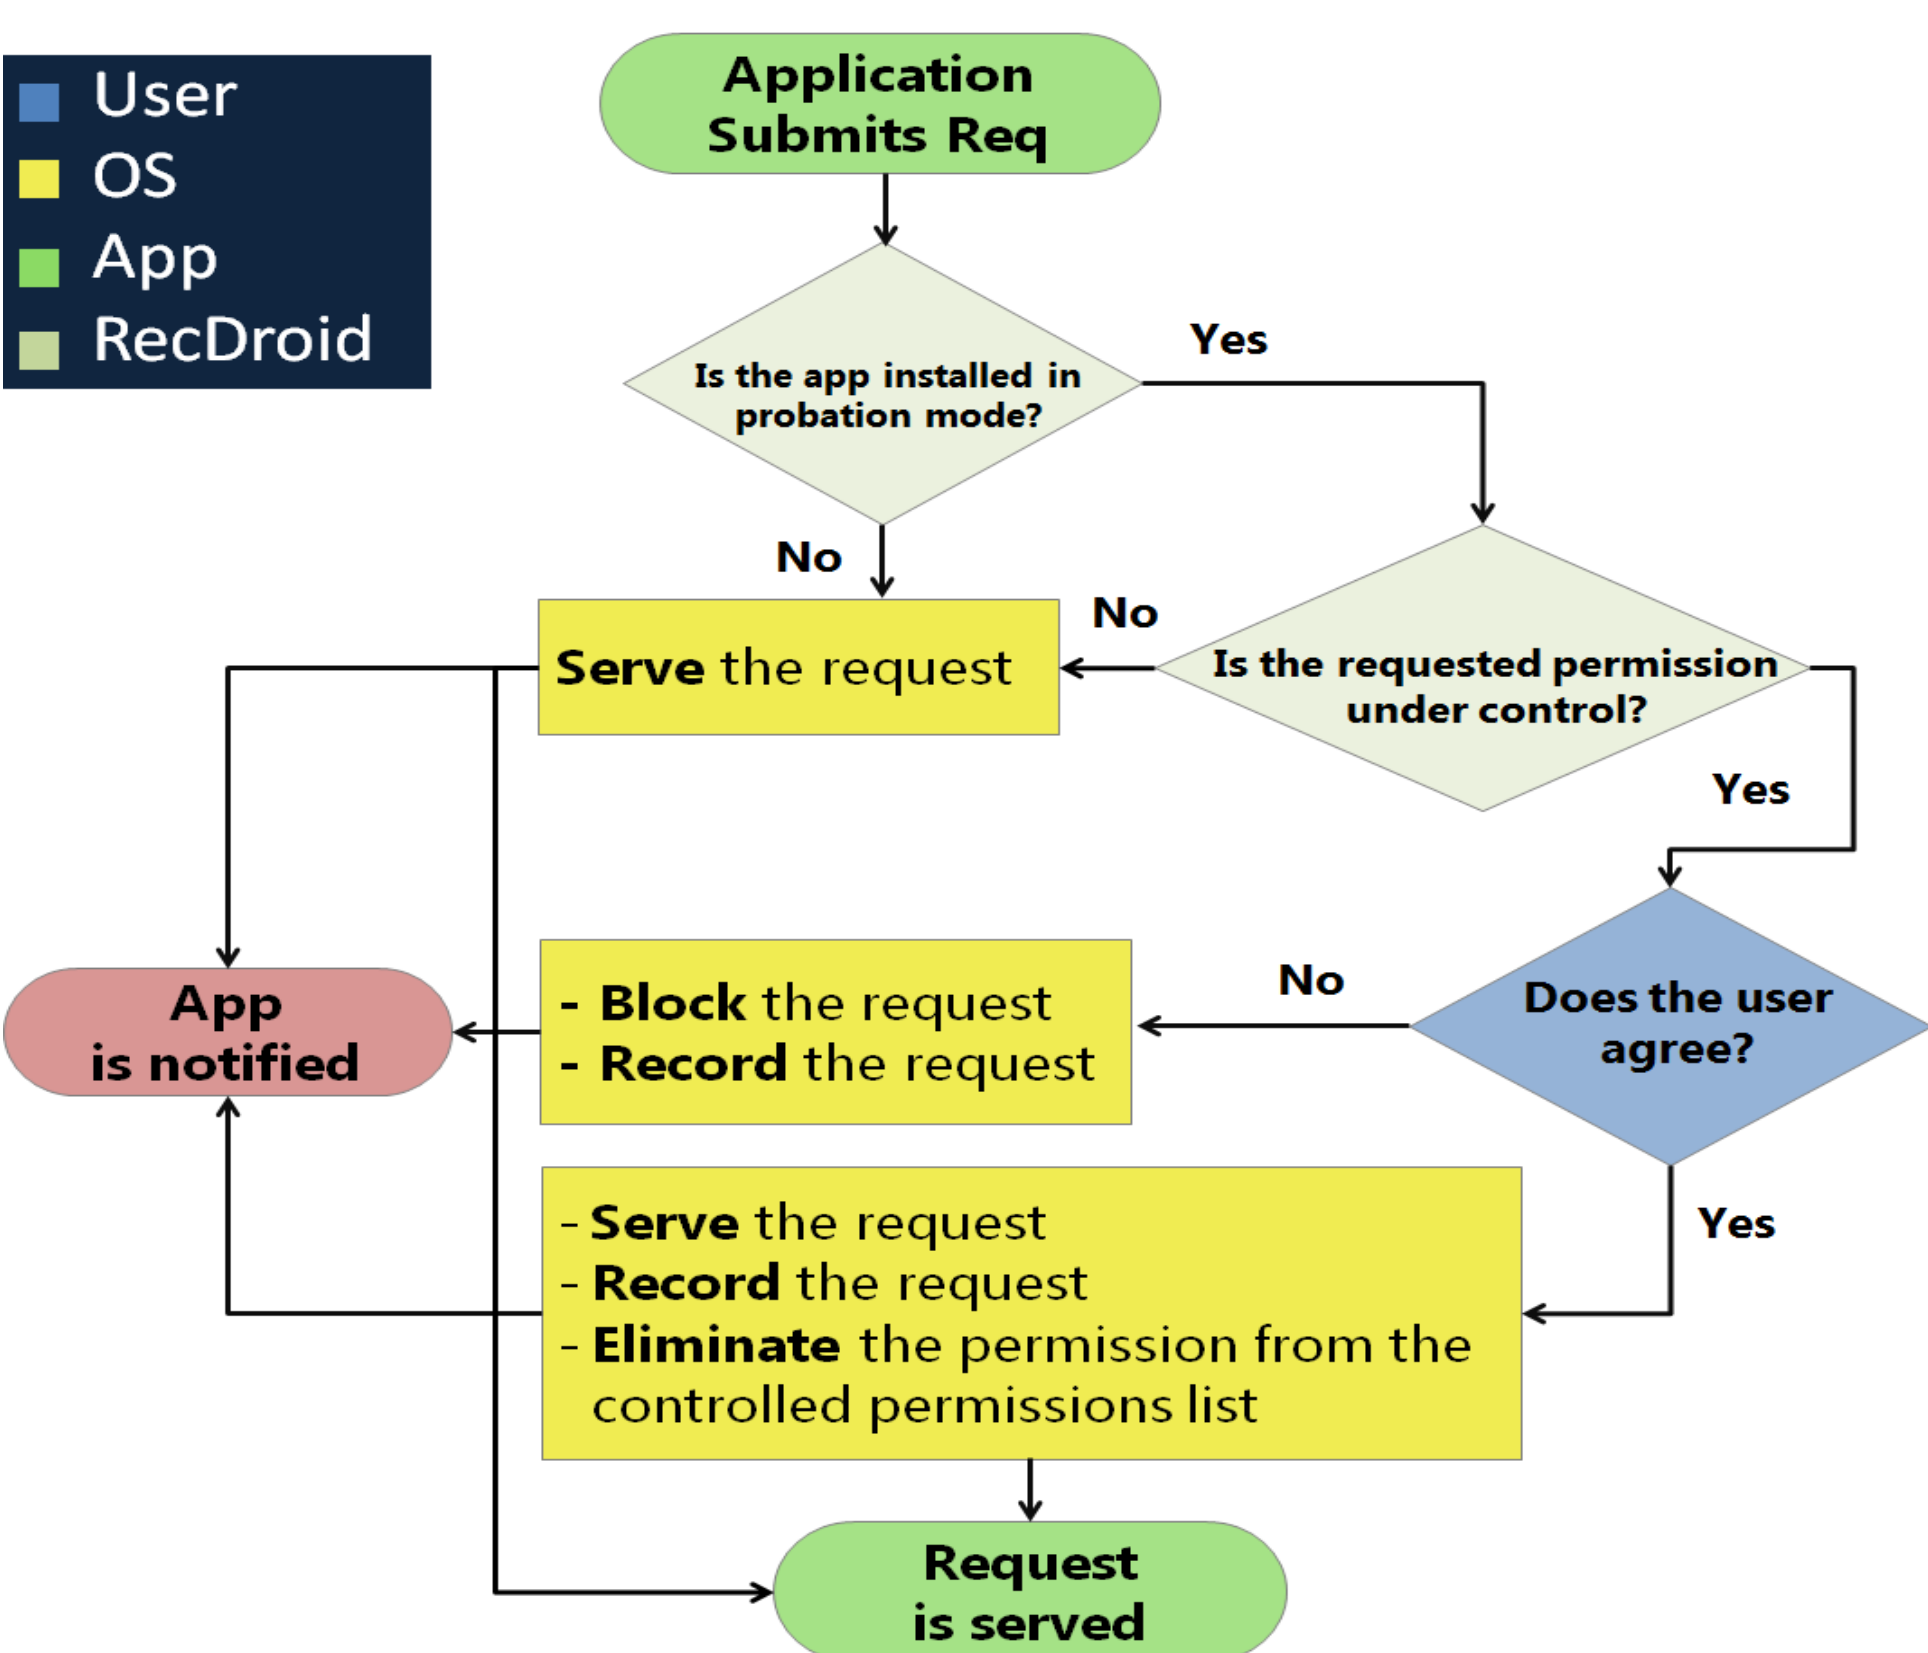 User
OS
App
RecDroid
Application
Submits Req
Is the app installed in
probation mode?
Yes
No
Serve the request
No
Is the requested permission
under control?
Yes
Does the user
agree?
No
- Block the request
- Record the request
App
is notified
Yes
- Serve the request
- Record the request
- Eliminate the permission from the
controlled permissions list
Request
is served